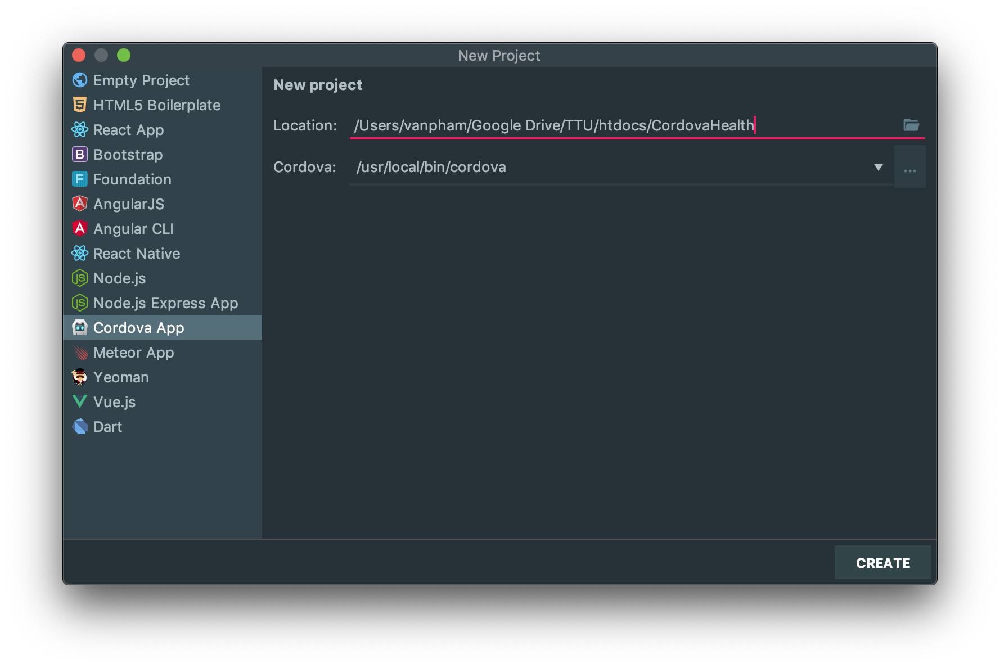 New Project
Empty Project
HTML5 Boilerplate
React App
Bootstrap
Foundation
AngularJS
Angular CLI
React Native
Node.js
Node.js Express App
Cordova App
Meteor App
Yeoman
Vue.js
Dart
New project
Location: /Users/vanpham/Google Drive/TTU/htdocs/CordovaHealth
Cordova: /usr/local/bin/cordova ...
CREATE